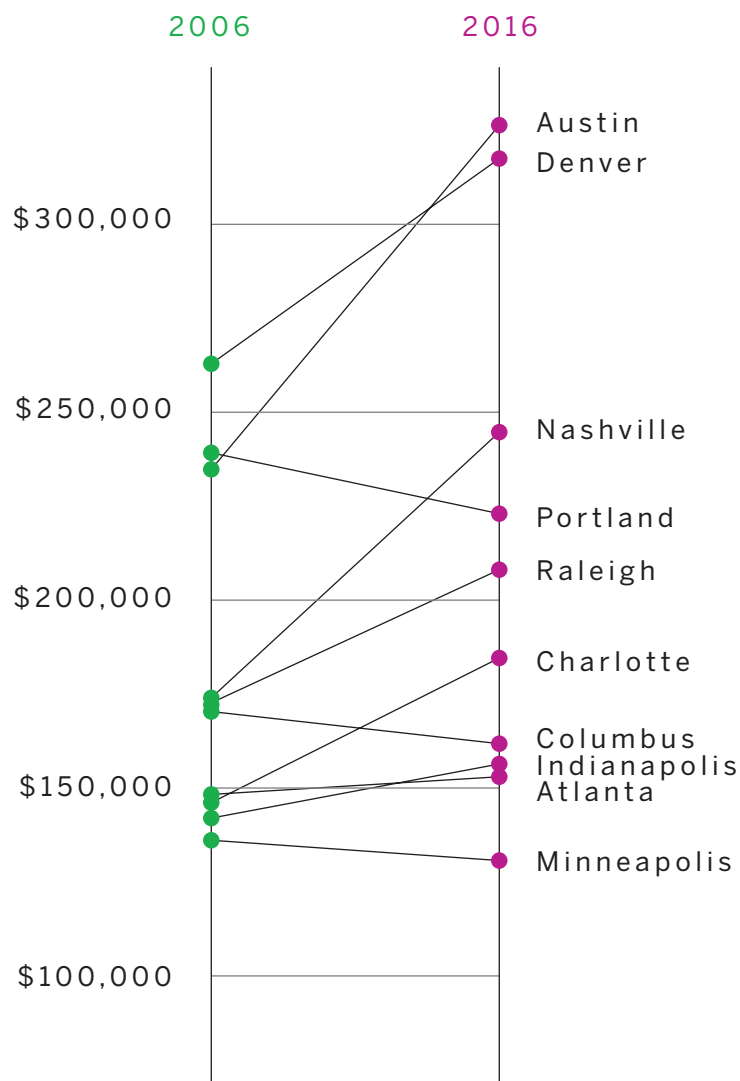 2006 2016
Austin
Denver
$300,000
$250,000
Nashville
Portland
Raleigh
$200,000
Charlotte
Columbus
Indianapolis
$150,000
Atlanta
Minneapolis
$100,000